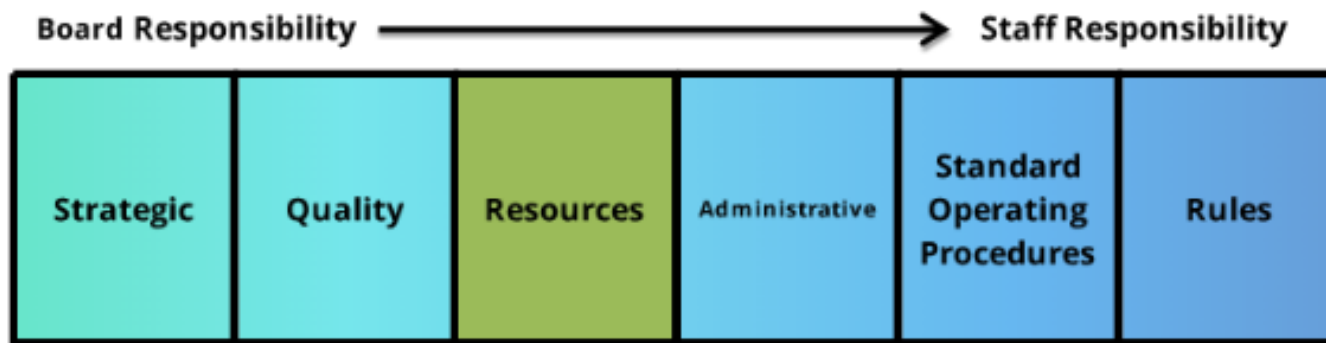 Board Responsibility
Staff Responsibility
Strategic
Quality
Resources
Administrative
Standard
Operating
Procedures
Rules